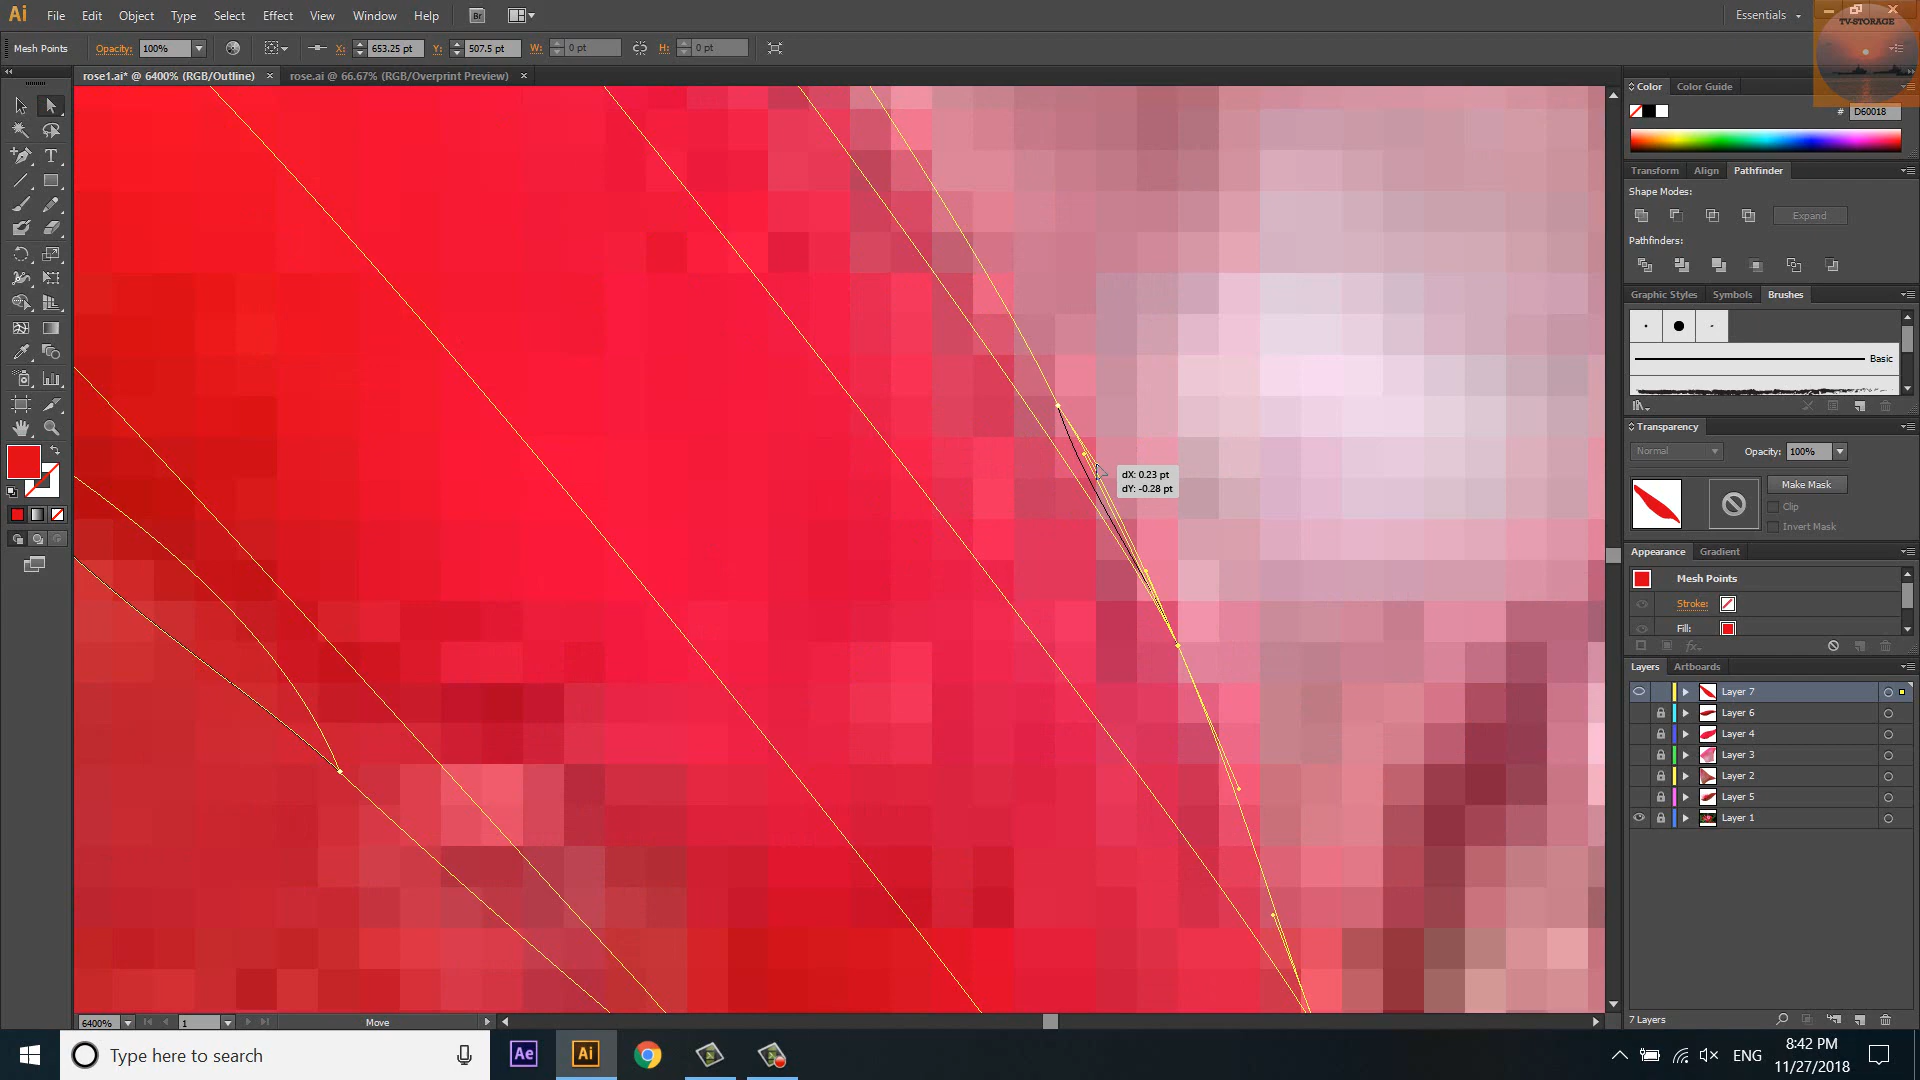 Ai File Edit Object Type Select Effect View Window Help Br Essentials
TV-STORAGE
Mesh Points Opacity: 100% X: 653.25 pt Y: 507.5 pt W: 0 pt H: 0 pt
rose1.ai* @ 6400% (RGB/Outline) × rose.ai @ 66.67% (RGB/Overprint Preview) ×
Color Color Guide
# D60018
Transform Align Pathfinder
Shape Modes:
Expand
Pathfinders:
Graphic Styles Symbols Brushes
Basic
Transparency
Normal Opacity: 100%
dX: 0.23 pt
dY: -0.28 pt
Make Mask
Clip
Invert Mask
Appearance Gradient
Mesh Points
Stroke:
Fill:
Layers Artboards
Layer 7
Layer 6
Layer 4
Layer 3
Layer 2
Layer 5
Layer 1
7 Layers
6400% 1 Move
Type here to search Ae Ai ENG 8:42 PM
11/27/2018